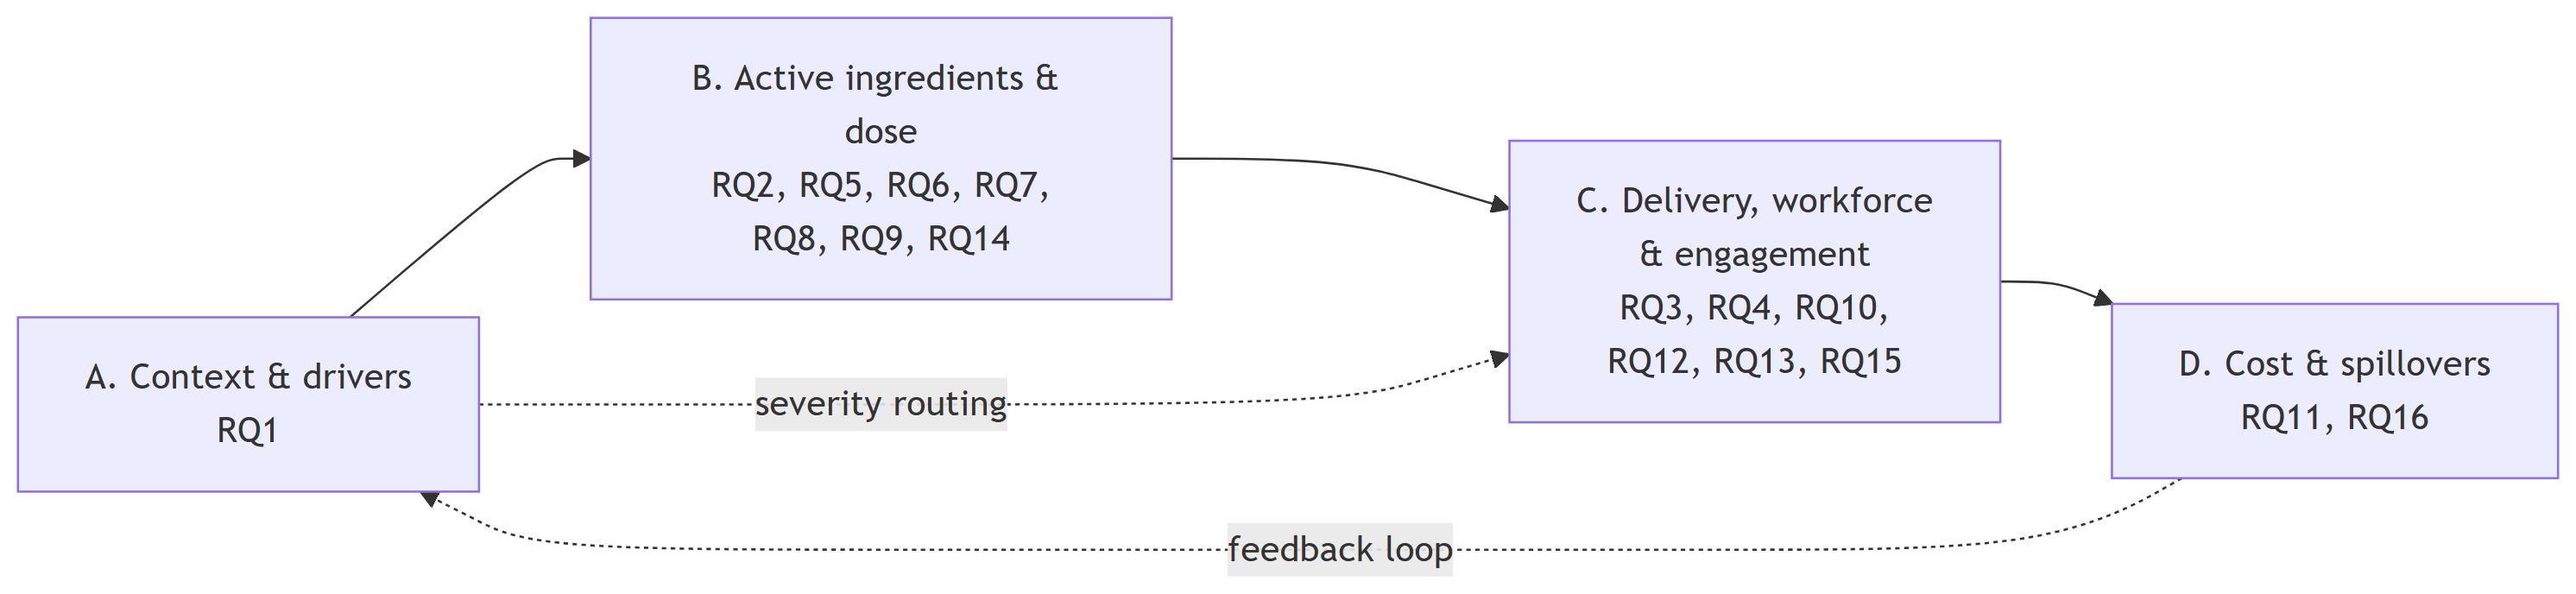 A. Context & drivers
RQ1
B. Active ingredients &
dose
RQ2, RQ5, RQ6, RQ7,
RQ8, RQ9, RQ14
severity routing
C. Delivery, workforce
& engagement
RQ3, RQ4, RQ10,
RQ12, RQ13, RQ15
D. Cost & spillovers
RQ11, RQ16
feedback loop